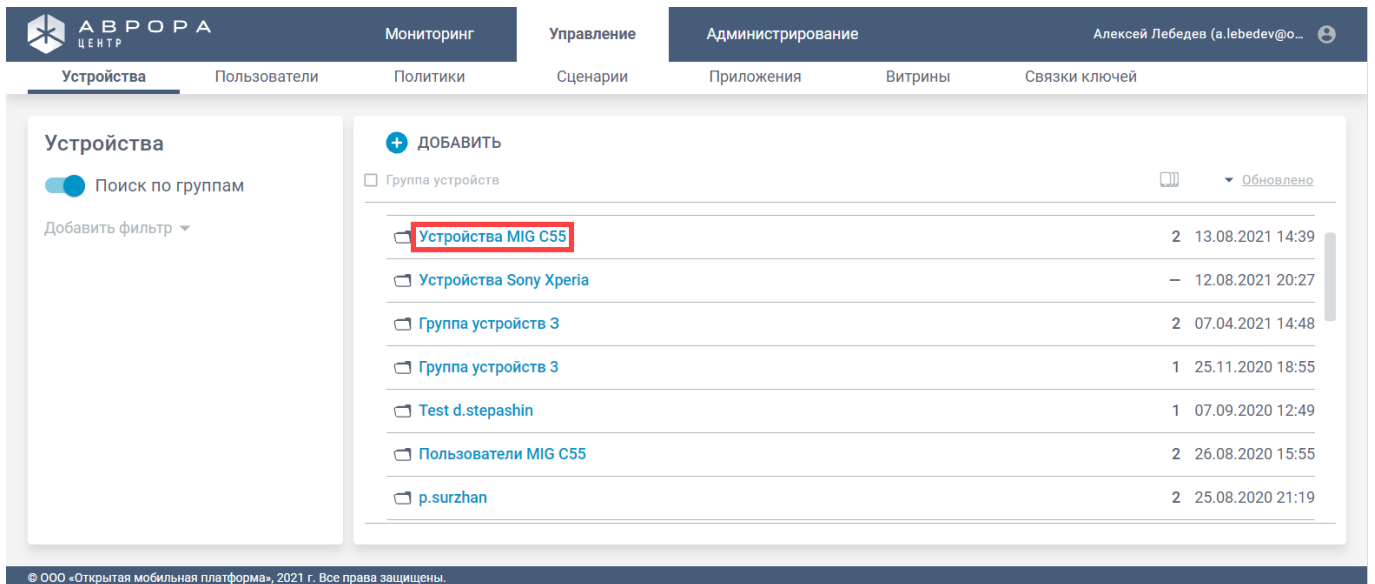 АВРОРА
ЦЕНТР
Мониторинг Управление Администрирование Алексей Лебедев (a.lebedev@o...
Устройства Пользователи Политики Сценарии Приложения Витрины Связки ключей
Устройства
Поиск по группам
Добавить фильтр
ДОБАВИТЬ
Группа устройств Обновлено
Устройства MIG C55 2 13.08.2021 14:39
Устройства Sony Xperia — 12.08.2021 20:27
Группа устройств 3 2 07.04.2021 14:48
Группа устройств 3 1 25.11.2020 18:55
Test d.stepashin 1 07.09.2020 12:49
Пользователи MIG C55 2 26.08.2020 15:55
p.surzhan 2 25.08.2020 21:19
© ООО «Открытая мобильная платформа», 2021 г. Все права защищены.